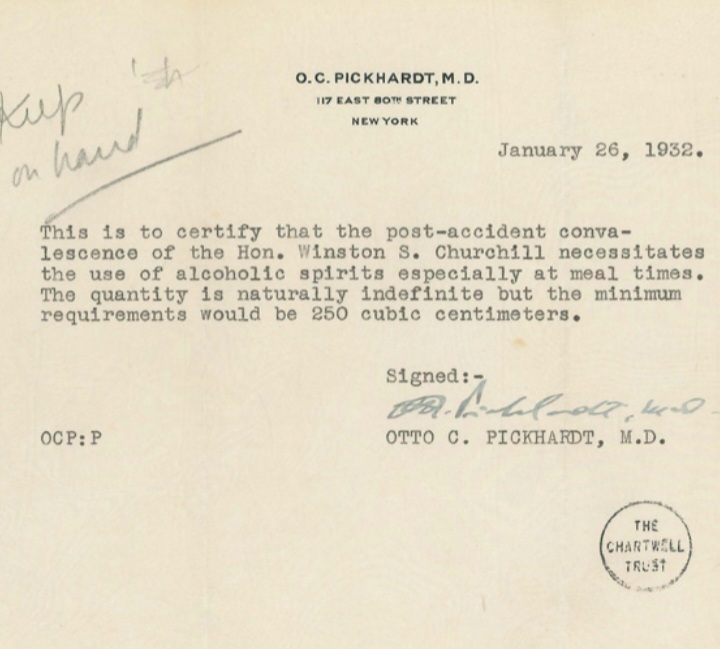 O. C. PICKHARDT, M. D.
117 EAST 80TH STREET
NEW YORK
Keep
on hand
January 26, 1932.
This is to certify that the post-accident conva-
lescence of the Hon. Winston S. Churchill necessitates
the use of alcoholic spirits especially at meal times.
The quantity is naturally indefinite but the minimum
requirements would be 250 cubic centimeters.
Signed:-
OCP:P
OTTO C. PICKHARDT, M.D.
THE
CHARTWELL
TRUST